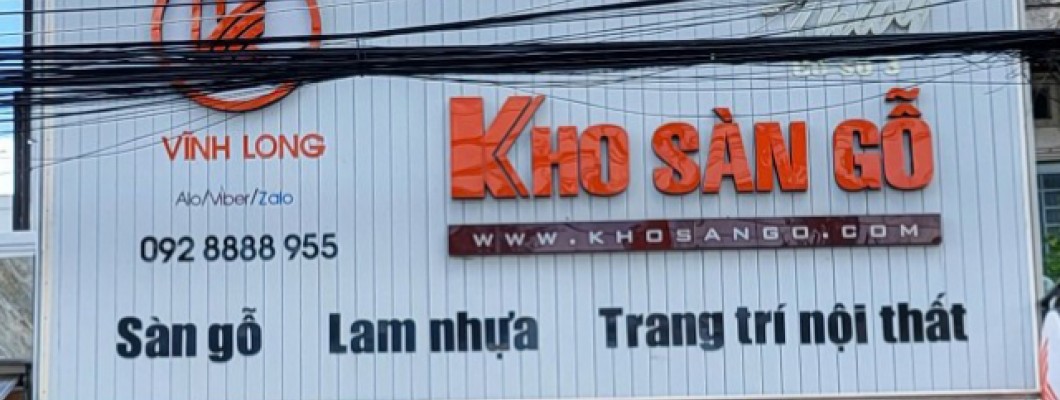 VĨNH LONG
Alo/Viber/Zalo
092 8888 955
KHO SÀN GỖ
WWW.KHOSANGO.COM
Sàn gỗ Lam nhựa Trang trí nội thất